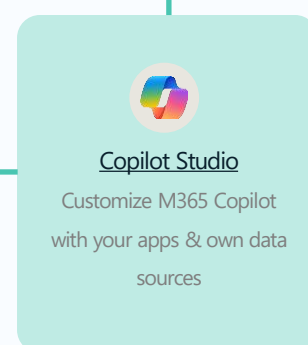 Copilot Studio
Customize M365 Copilot
with your apps & own data
sources